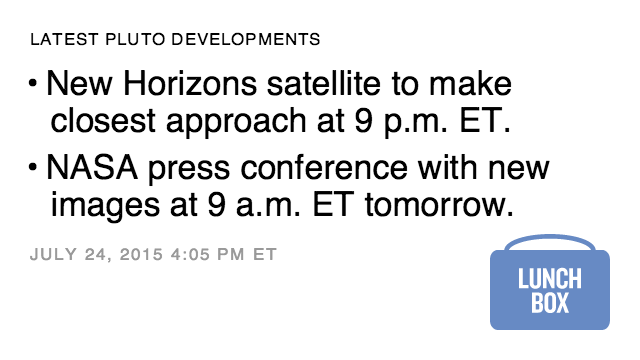 LATEST PLUTO DEVELOPMENTS
• New Horizons satellite to make
closest approach at 9 p.m. ET.
• NASA press conference with new
images at 9 a.m. ET tomorrow.
JULY 24, 2015 4:05 PM ET
LUNCH
BOX